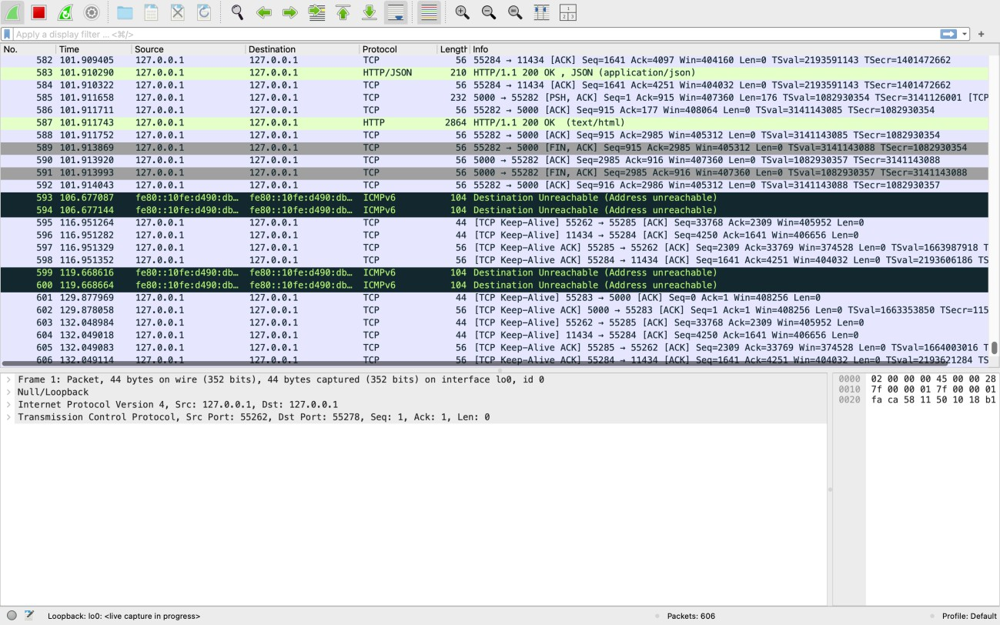 Apply a display filter ... <⌘/>
No. Time Source Destination Protocol Length Info
582 101.909405 127.0.0.1 127.0.0.1 TCP 56 55284 → 11434 [ACK] Seq=1641 Ack=4097 Win=404160 Len=0 TSval=2193591143 TSecr=1401472662
583 101.910290 127.0.0.1 127.0.0.1 HTTP/JSON 210 HTTP/1.1 200 OK , JSON (application/json)
584 101.910322 127.0.0.1 127.0.0.1 TCP 56 55284 → 11434 [ACK] Seq=1641 Ack=4251 Win=404032 Len=0 TSval=2193591143 TSecr=1401472662
585 101.911658 127.0.0.1 127.0.0.1 TCP 232 5000 → 55282 [PSH, ACK] Seq=1 Ack=915 Win=407360 Len=176 TSval=1082930354 TSecr=3141126001 [TCP
586 101.911711 127.0.0.1 127.0.0.1 TCP 56 55282 → 5000 [ACK] Seq=915 Ack=177 Win=408064 Len=0 TSval=3141143085 TSecr=1082930354
587 101.911743 127.0.0.1 127.0.0.1 HTTP 2864 HTTP/1.1 200 OK (text/html)
588 101.911752 127.0.0.1 127.0.0.1 TCP 56 55282 → 5000 [ACK] Seq=915 Ack=2985 Win=405312 Len=0 TSval=3141143085 TSecr=1082930354
589 101.913869 127.0.0.1 127.0.0.1 TCP 56 55282 → 5000 [FIN, ACK] Seq=915 Ack=2985 Win=405312 Len=0 TSval=3141143088 TSecr=1082930354
590 101.913920 127.0.0.1 127.0.0.1 TCP 56 5000 → 55282 [ACK] Seq=2985 Ack=916 Win=407360 Len=0 TSval=1082930357 TSecr=3141143088
591 101.913993 127.0.0.1 127.0.0.1 TCP 56 5000 → 55282 [FIN, ACK] Seq=2985 Ack=916 Win=407360 Len=0 TSval=1082930357 TSecr=3141143088
592 101.914043 127.0.0.1 127.0.0.1 TCP 56 55282 → 5000 [ACK] Seq=916 Ack=2986 Win=405312 Len=0 TSval=3141143088 TSecr=1082930357
593 106.677087 fe80::10fe:d490:db… fe80::10fe:d490:db… ICMPv6 104 Destination Unreachable (Address unreachable)
594 106.677144 fe80::10fe:d490:db… fe80::10fe:d490:db… ICMPv6 104 Destination Unreachable (Address unreachable)
595 116.951264 127.0.0.1 127.0.0.1 TCP 44 [TCP Keep-Alive] 55262 → 55285 [ACK] Seq=33768 Ack=2309 Win=405952 Len=0
596 116.951282 127.0.0.1 127.0.0.1 TCP 44 [TCP Keep-Alive] 11434 → 55284 [ACK] Seq=4250 Ack=1641 Win=406656 Len=0
597 116.951329 127.0.0.1 127.0.0.1 TCP 56 [TCP Keep-Alive ACK] 55285 → 55262 [ACK] Seq=2309 Ack=33769 Win=374528 Len=0 TSval=1663987918 T
598 116.951352 127.0.0.1 127.0.0.1 TCP 56 [TCP Keep-Alive ACK] 55284 → 11434 [ACK] Seq=1641 Ack=4251 Win=404032 Len=0 TSval=2193606186 TS
599 119.668616 fe80::10fe:d490:db… fe80::10fe:d490:db… ICMPv6 104 Destination Unreachable (Address unreachable)
600 119.668664 fe80::10fe:d490:db… fe80::10fe:d490:db… ICMPv6 104 Destination Unreachable (Address unreachable)
601 129.877969 127.0.0.1 127.0.0.1 TCP 44 [TCP Keep-Alive] 55283 → 5000 [ACK] Seq=0 Ack=1 Win=408256 Len=0
602 129.878058 127.0.0.1 127.0.0.1 TCP 56 [TCP Keep-Alive ACK] 5000 → 55283 [ACK] Seq=1 Ack=1 Win=408256 Len=0 TSval=1663353850 TSecr=115
603 132.048984 127.0.0.1 127.0.0.1 TCP 44 [TCP Keep-Alive] 55262 → 55285 [ACK] Seq=33768 Ack=2309 Win=405952 Len=0
604 132.049018 127.0.0.1 127.0.0.1 TCP 44 [TCP Keep-Alive] 11434 → 55284 [ACK] Seq=4250 Ack=1641 Win=406656 Len=0
605 132.049083 127.0.0.1 127.0.0.1 TCP 56 [TCP Keep-Alive ACK] 55285 → 55262 [ACK] Seq=2309 Ack=33769 Win=374528 Len=0 TSval=1664003016 T
606 132.049114 127.0.0.1 127.0.0.1 TCP 56 [TCP Keep-Alive ACK] 55284 → 11434 [ACK] Seq=1641 Ack=4251 Win=404032 Len=0 TSval=2193621284 TS
Frame 1: Packet, 44 bytes on wire (352 bits), 44 bytes captured (352 bits) on interface lo0, id 0
Null/Loopback
Internet Protocol Version 4, Src: 127.0.0.1, Dst: 127.0.0.1
Transmission Control Protocol, Src Port: 55262, Dst Port: 55278, Seq: 1, Ack: 1, Len: 0
0000 02 00 00 00 45 00 00 28
0010 7f 00 00 01 7f 00 00 01
0020 fa ca 58 11 50 10 18 b1
Loopback: lo0: <live capture in progress>
Packets: 606
Profile: Default